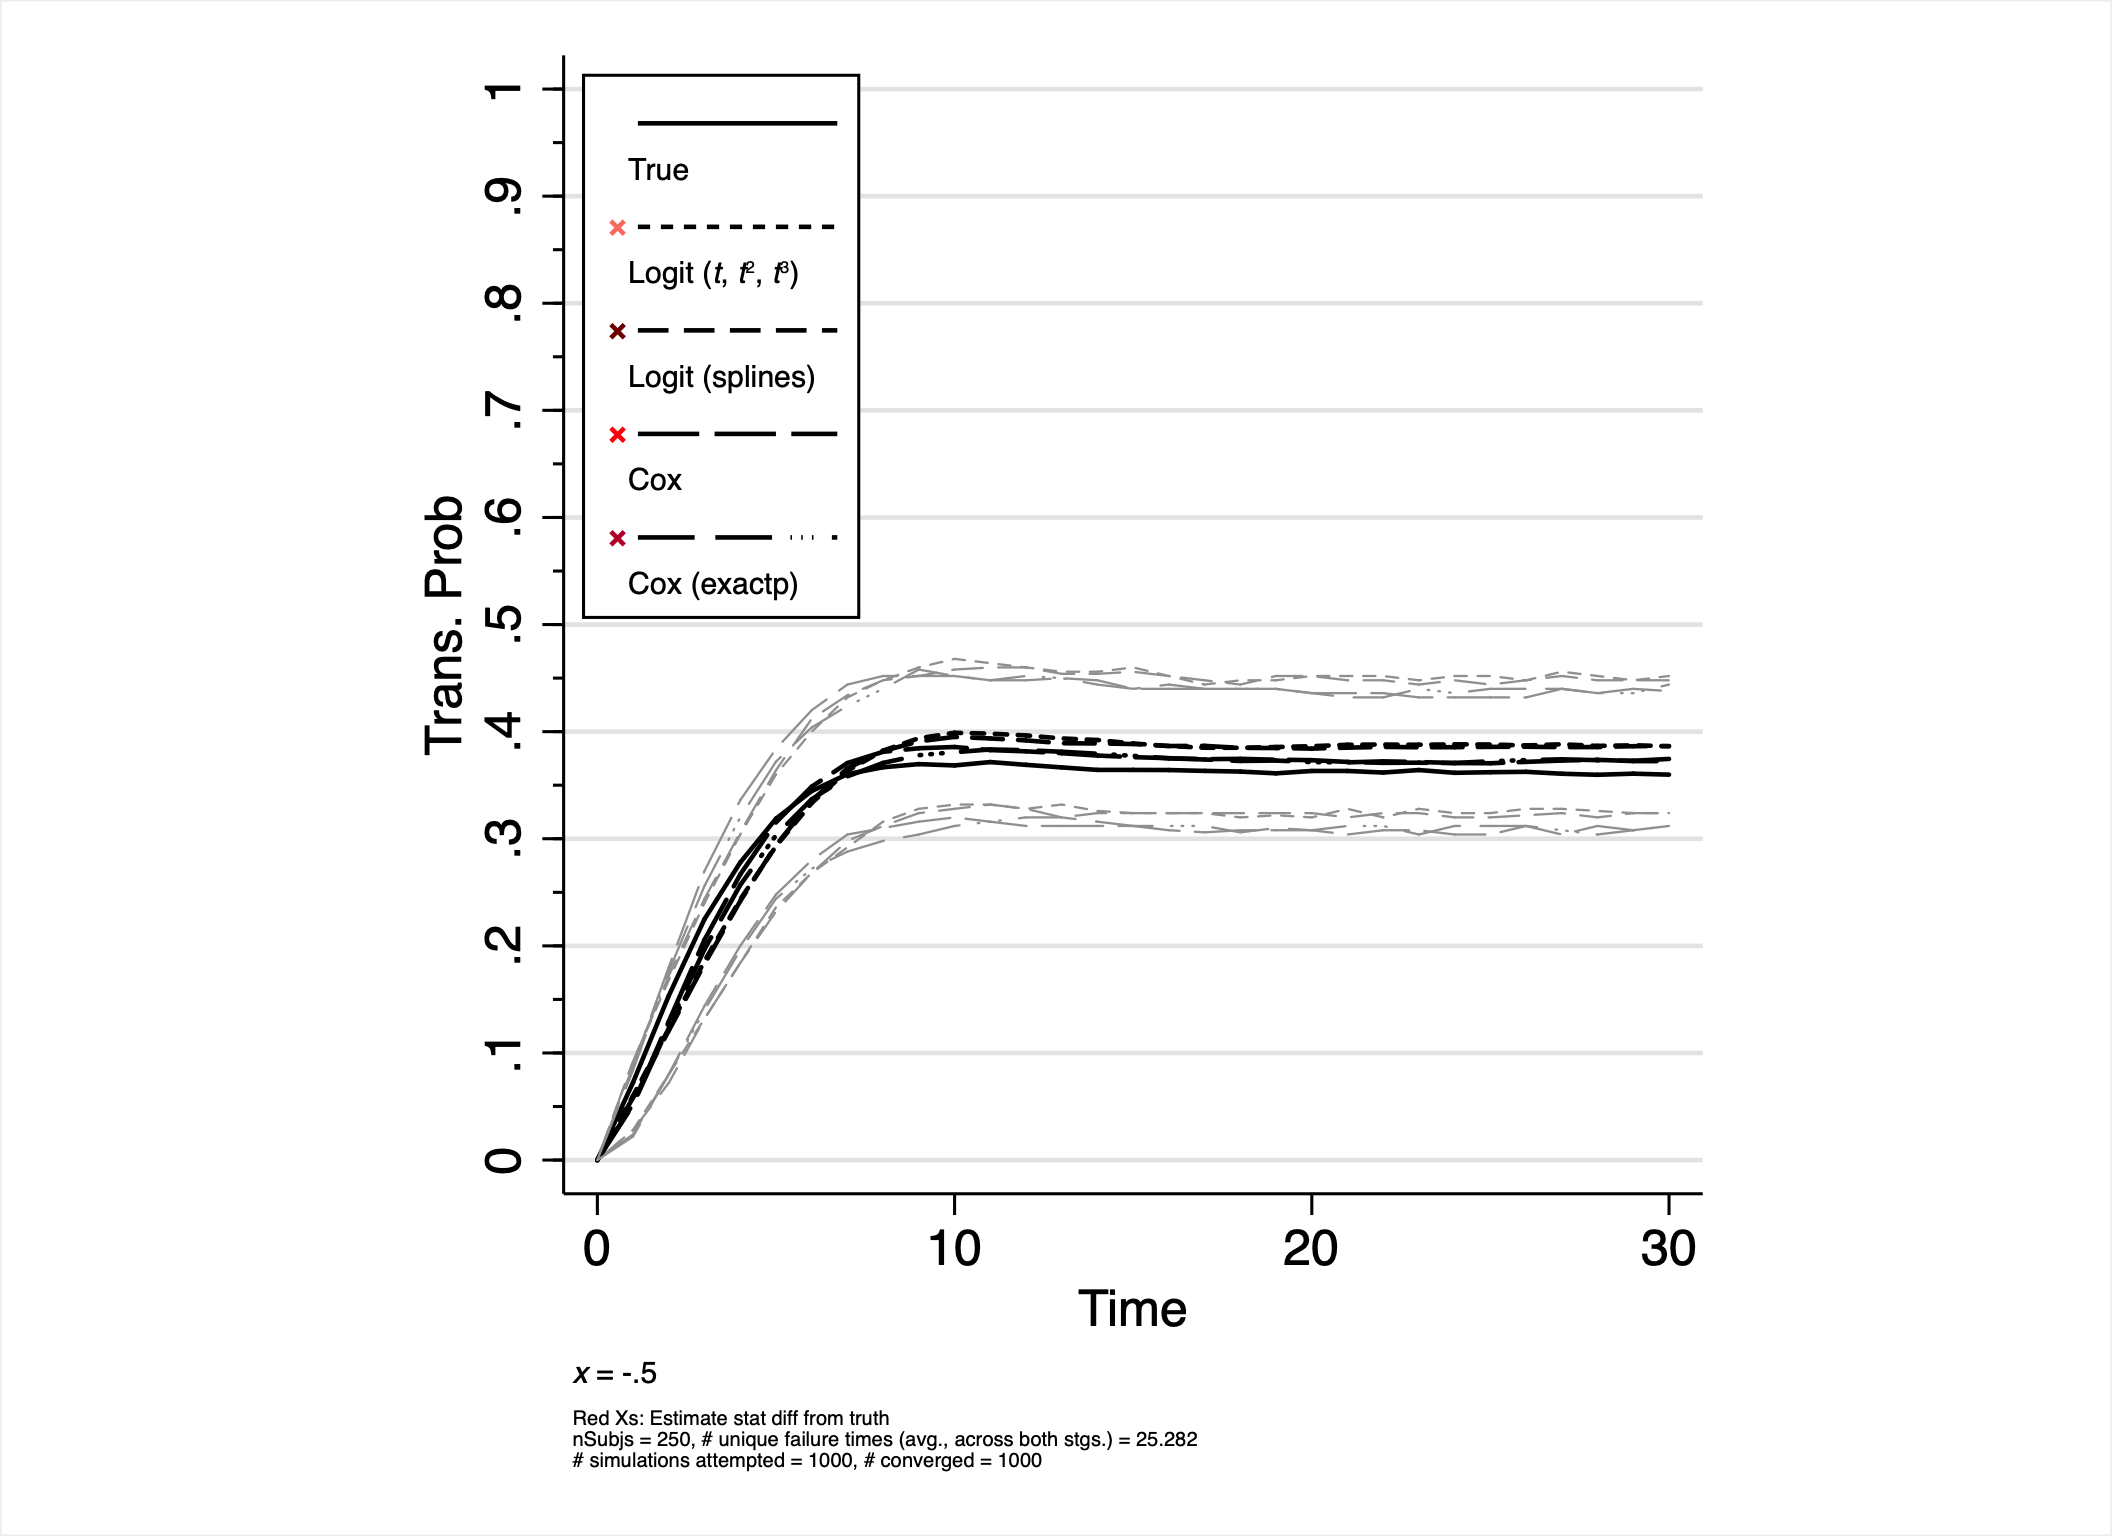 1
.9
.8
.7
.6
.5
.4
.3
.2
.1
0
Trans. Prob
True
Logit (t, t², t³)
Logit (splines)
Cox
Cox (exactp)
0 10 20 30
Time
x = -.5
Red Xs: Estimate stat diff from truth
nSubjs = 250, # unique failure times (avg., across both stgs.) = 25.282
# simulations attempted = 1000, # converged = 1000